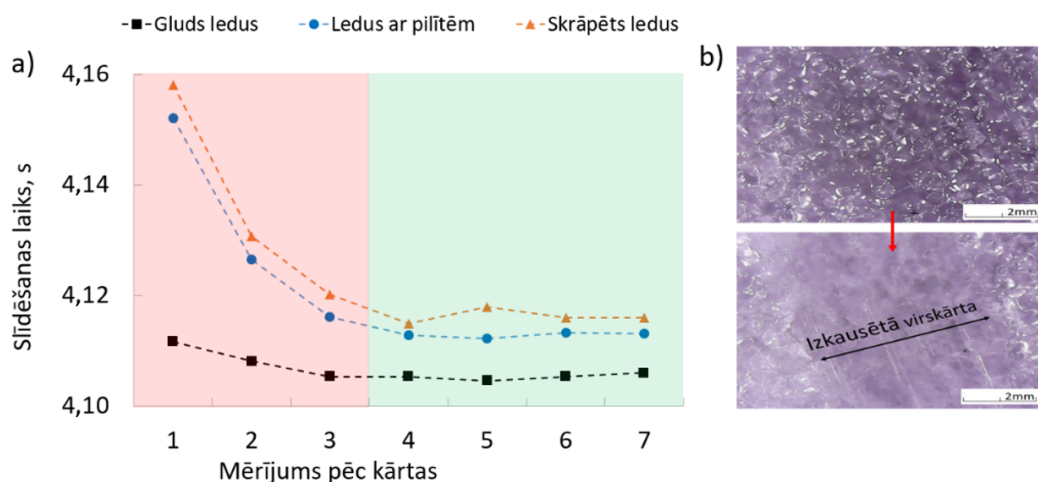 Gluds ledus
Ledus ar pilītēm
Skrāpēts ledus
a)
4,16
4,14
4,12
4,10
Slīdēšanas laiks, s
1 2 3 4 5 6 7
Mērījums pēc kārtas
b)
2mm
Izkausētā virskārta
2mm